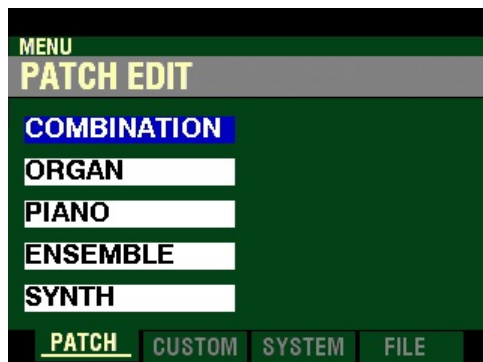 MENU
PATCH EDIT
COMBINATION
ORGAN
PIANO
ENSEMBLE
SYNTH
PATCH CUSTOM SYSTEM FILE